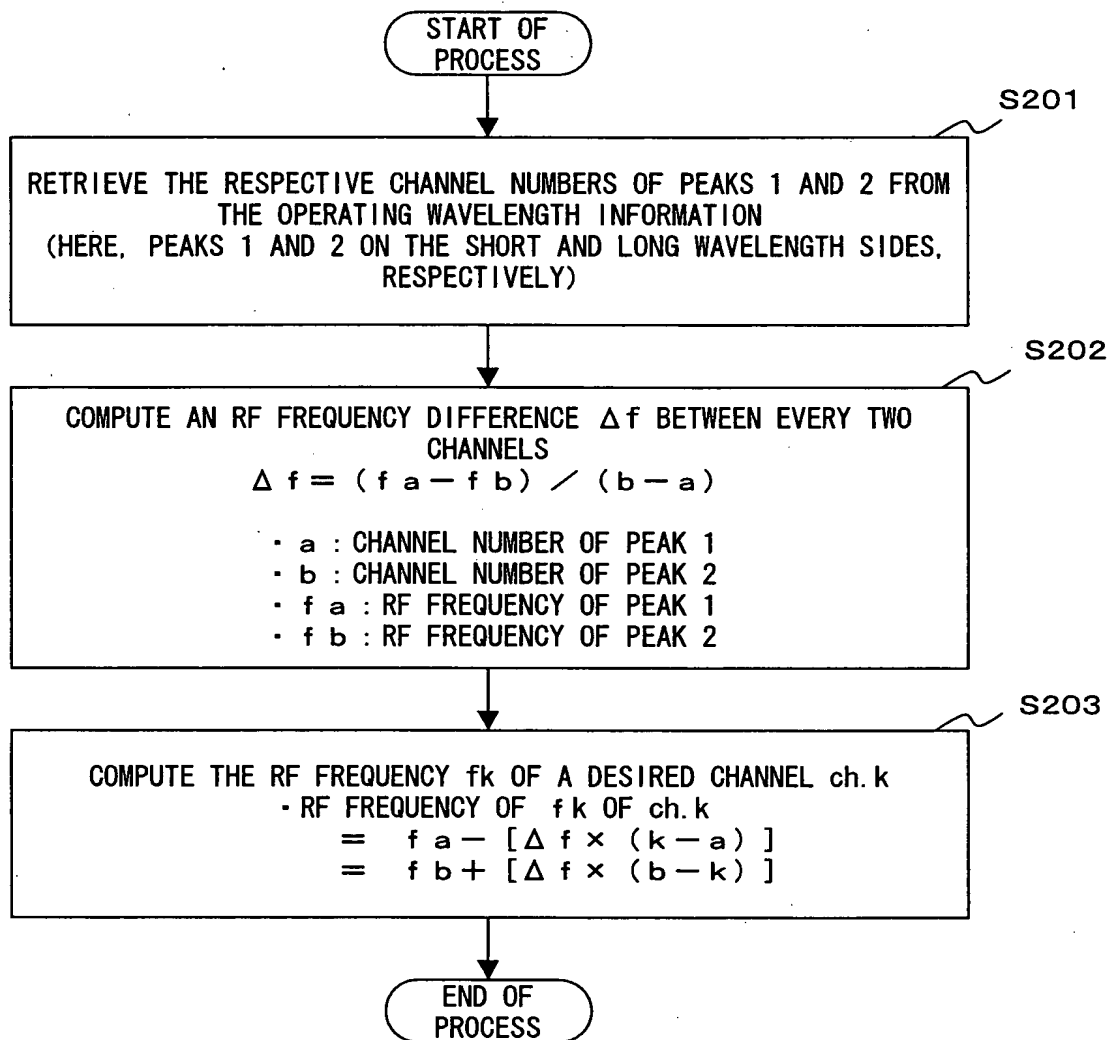 START OF
PROCESS
S201
RETRIEVE THE RESPECTIVE CHANNEL NUMBERS OF PEAKS 1 AND 2 FROM
THE OPERATING WAVELENGTH INFORMATION
(HERE, PEAKS 1 AND 2 ON THE SHORT AND LONG WAVELENGTH SIDES,
RESPECTIVELY)
S202
COMPUTE AN RF FREQUENCY DIFFERENCE Δf BETWEEN EVERY TWO
CHANNELS
Δf = (fa - fb) / (b - a)
・a : CHANNEL NUMBER OF PEAK 1
・b : CHANNEL NUMBER OF PEAK 2
・fa : RF FREQUENCY OF PEAK 1
・fb : RF FREQUENCY OF PEAK 2
S203
COMPUTE THE RF FREQUENCY fk OF A DESIRED CHANNEL ch.k
・RF FREQUENCY OF fk OF ch.k
= fa - [Δf × (k - a)]
= fb + [Δf × (b - k)]
END OF
PROCESS